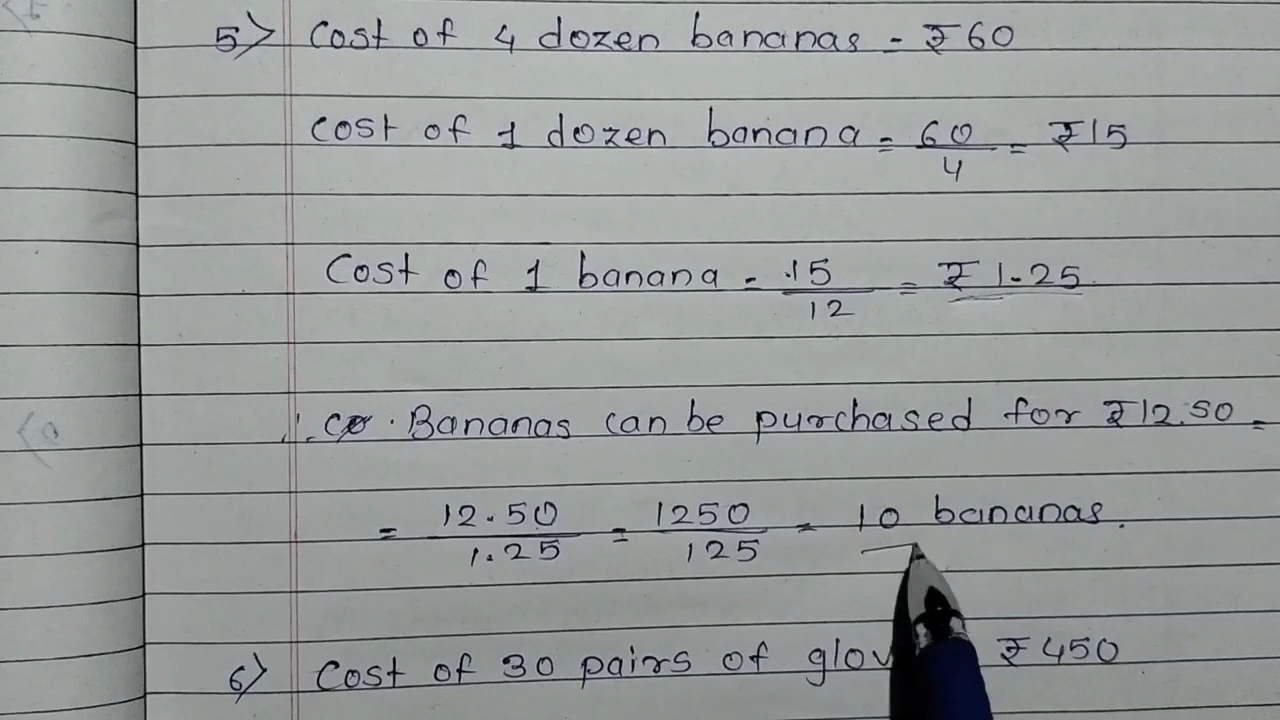 5> Cost of 4 dozen bananas - ₹60
Cost of 1 dozen banana = 60/4 = ₹15
Cost of 1 banana - 15/12 = ₹1.25
∴ Bananas can be purchased for ₹12.50 =
= 12.50/1.25 = 1250/125 = 10 bananas.
6> Cost of 30 pairs of glov ₹450